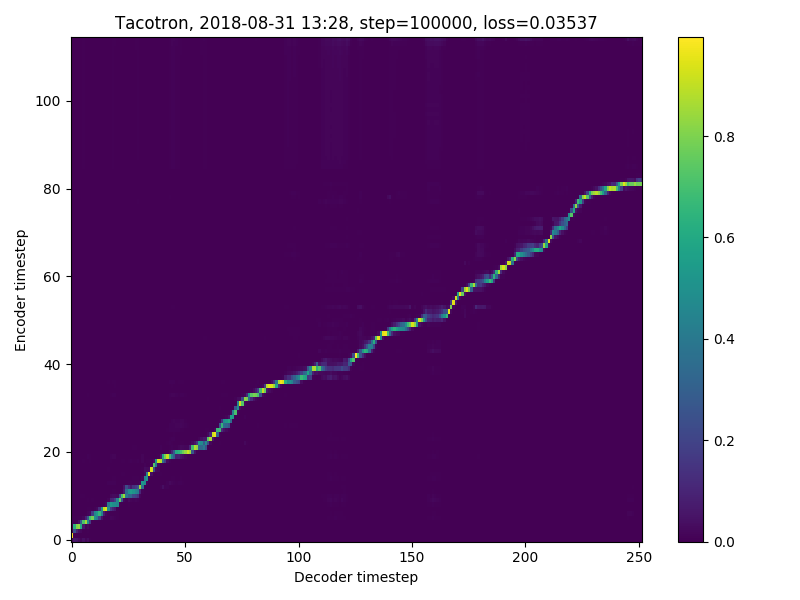 Tacotron, 2018-08-31 13:28, step=100000, loss=0.03537
Encoder timestep
100
80
60
40
20
0
0 50 100 150 200 250
Decoder timestep
0.8
0.6
0.4
0.2
0.0